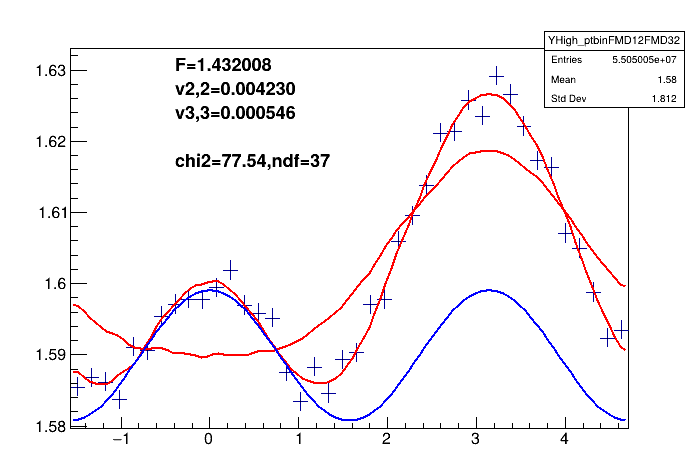 YHigh_ptbinFMD12FMD32
Entries 5.505005e+07
Mean 1.58
Std Dev 1.812
F=1.432008
v2,2=0.004230
v3,3=0.000546
chi2=77.54,ndf=37
1.63
1.62
1.61
1.6
1.59
1.58
−1 0 1 2 3 4